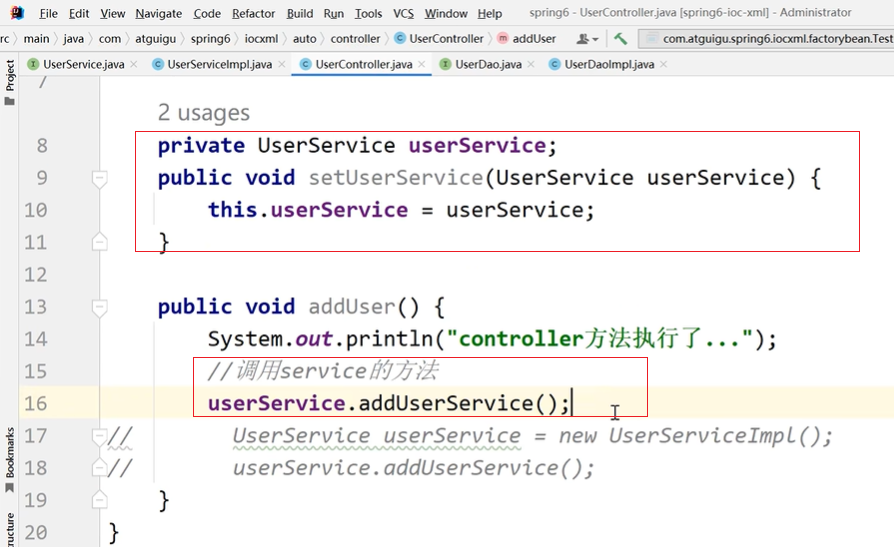 File Edit View Navigate Code Refactor Build Run Tools VCS Window Help spring6 - UserController.java [spring6-ioc-xml] - Administrator
rc main java com atguigu spring6 iocxml auto controller UserController addUser com.atguigu.spring6.iocxml.factorybean.Test
UserService.java UserServiceImpl.java UserController.java UserDao.java UserDaoImpl.java
Project
7
2 usages
8 private UserService userService;
9 public void setUserService(UserService userService) {
10 this.userService = userService;
11 }
12
13 public void addUser() {
14 System.out.println("controller方法执行了...");
15 //调用service的方法
16 userService.addUserService();
17 // UserService userService = new UserServiceImpl();
18 // userService.addUserService();
19 }
20 }
Bookmarks
ructure